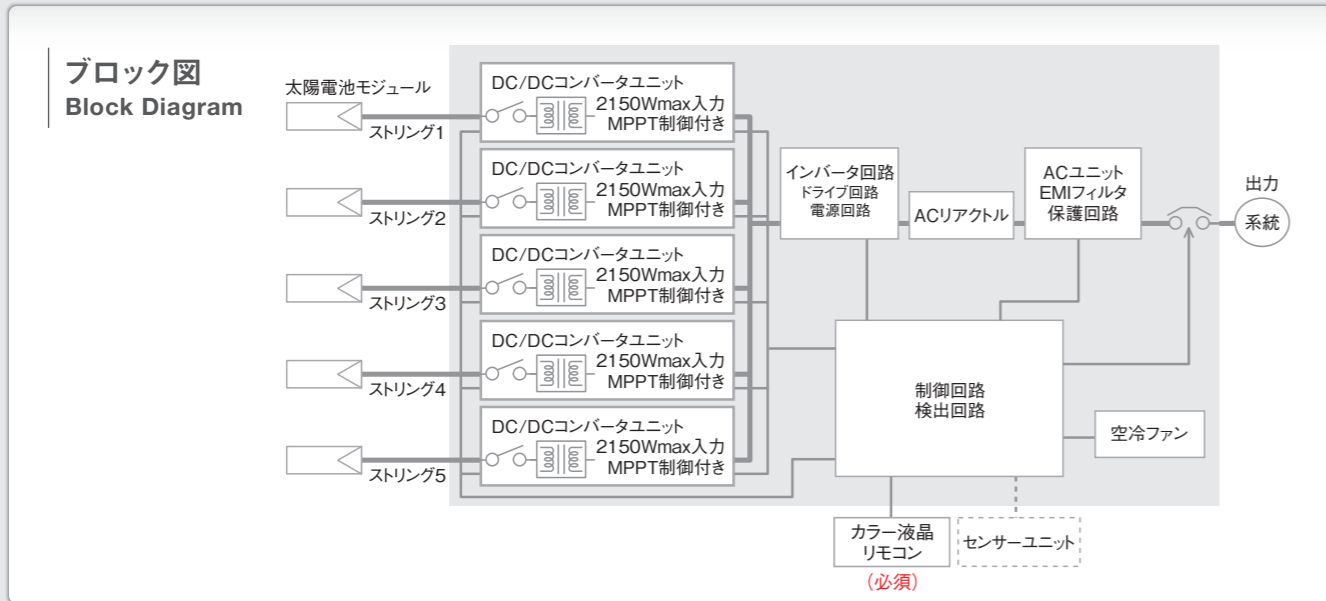 ブロック図
Block Diagram
太陽電池モジュール
ストリング1
DC/DCコンバータユニット
2150Wmax入力
MPPT制御付き
ストリング2
DC/DCコンバータユニット
2150Wmax入力
MPPT制御付き
ストリング3
DC/DCコンバータユニット
2150Wmax入力
MPPT制御付き
ストリング4
DC/DCコンバータユニット
2150Wmax入力
MPPT制御付き
ストリング5
DC/DCコンバータユニット
2150Wmax入力
MPPT制御付き
インバータ回路
ドライブ回路
電源回路
ACリアクトル
ACユニット
EMIフィルタ
保護回路
出力
系統
制御回路
検出回路
空冷ファン
カラー液晶
リモコン
(必須)
センサーユニット